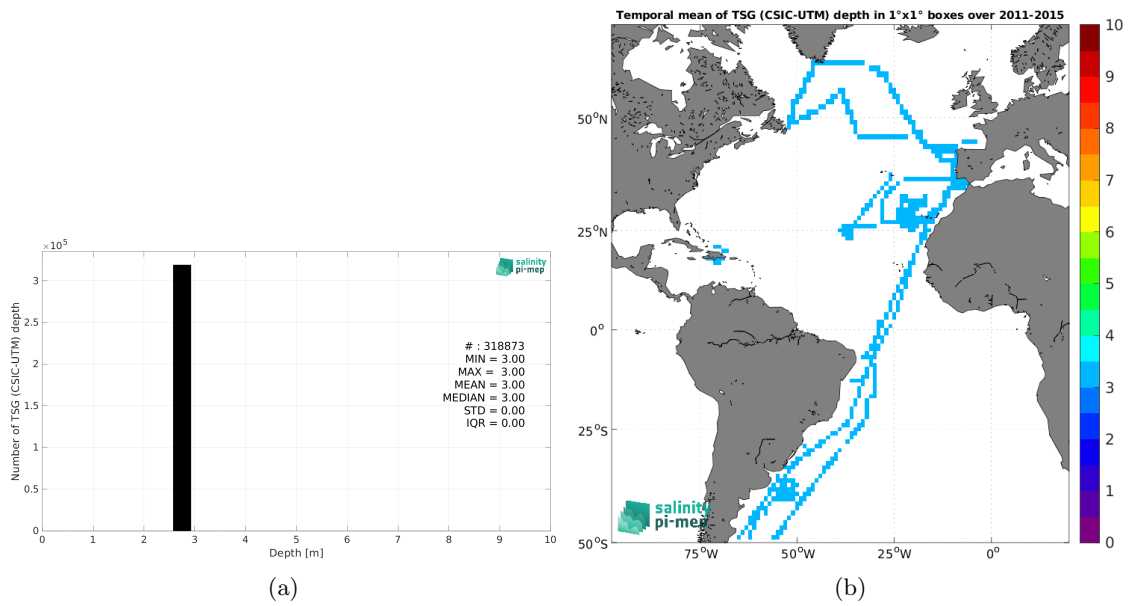 ×10⁵
3
2.5
2
1.5
1
0.5
0
Number of TSG (CSIC-UTM) depth
salinity
pi-mep
# : 318873
MIN = 3.00
MAX = 3.00
MEAN = 3.00
MEDIAN = 3.00
STD = 0.00
IQR = 0.00
0 1 2 3 4 5 6 7 8 9 10
Depth [m]
(a)
Temporal mean of TSG (CSIC-UTM) depth in 1°x1° boxes over 2011-2015
50°N
25°N
0°
25°S
50°S
75°W 50°W 25°W 0°
salinity
pi-mep
10
9
8
7
6
5
4
3
2
1
0
(b)